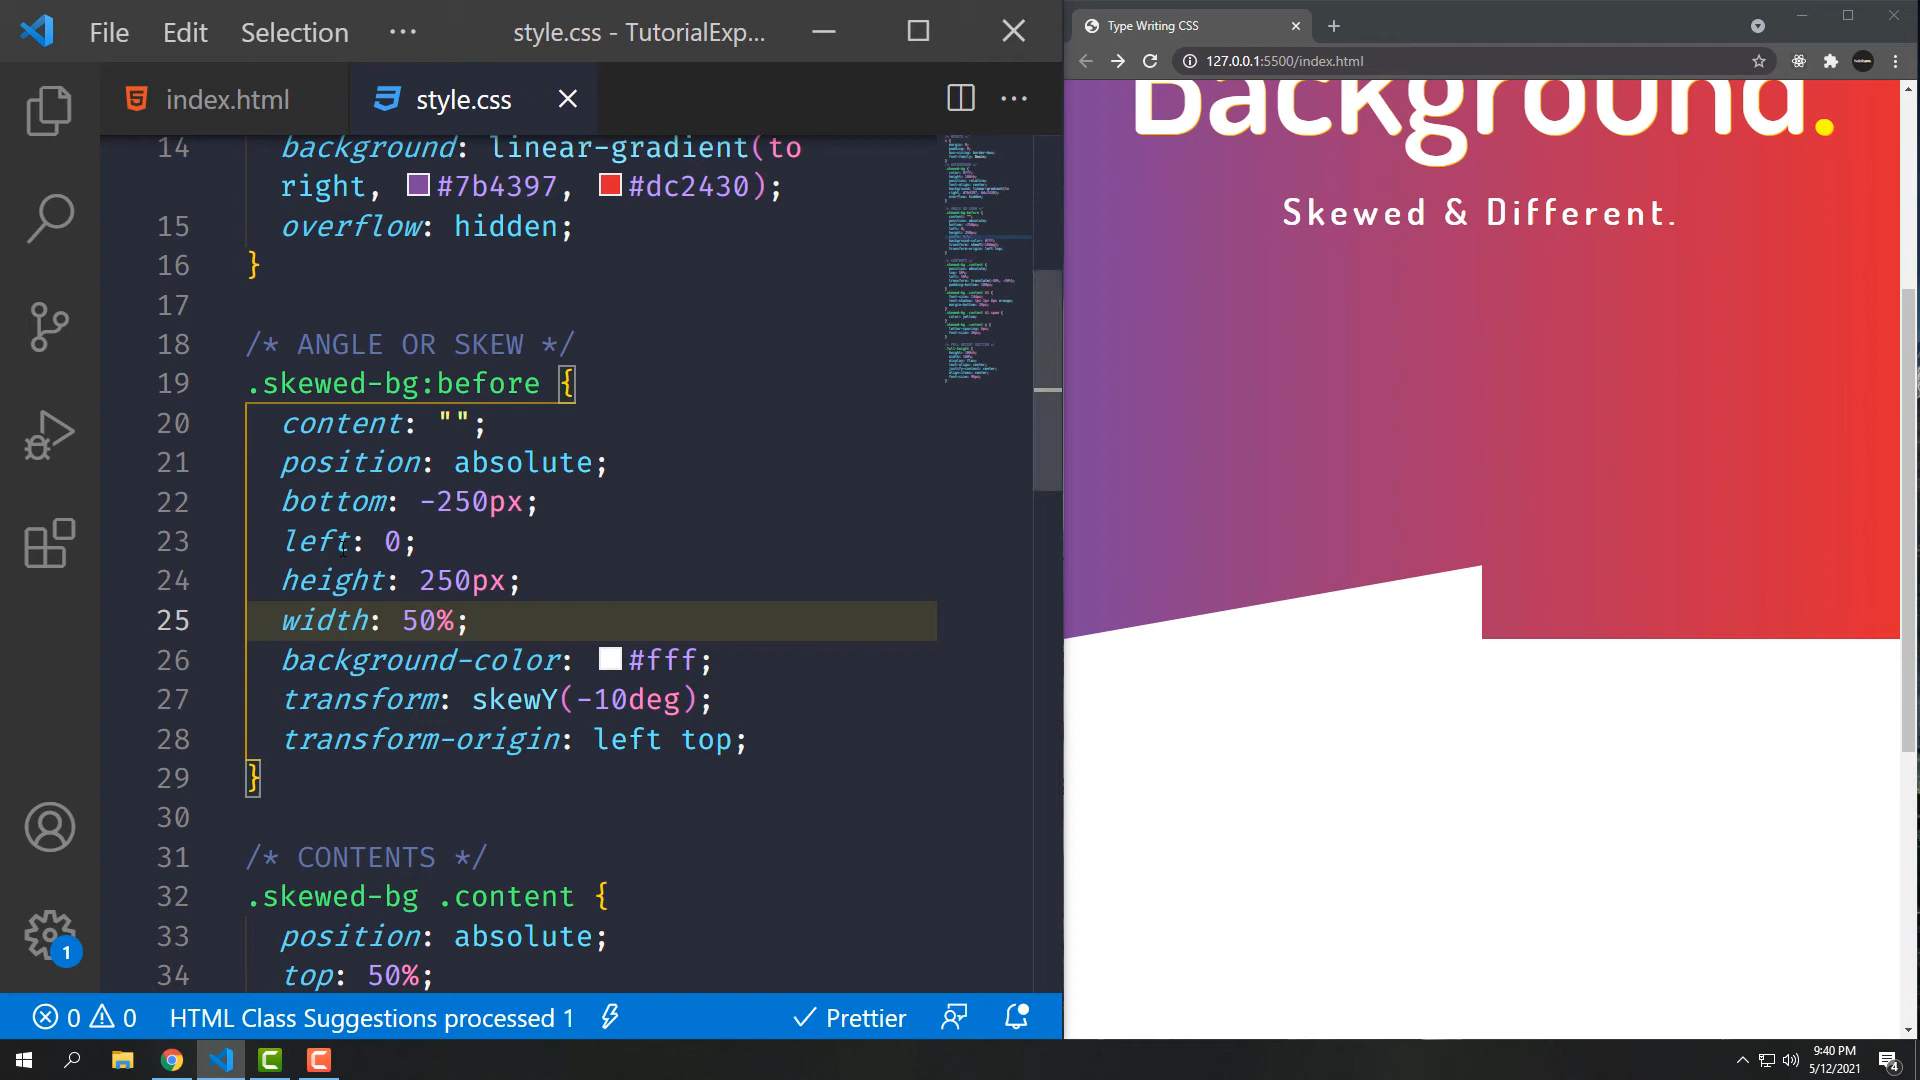 File Edit Selection ··· style.css - TutorialExp...
index.html style.css ···
14 background: linear-gradient(to
right, #7b4397, #dc2430);
15 overflow: hidden;
16 }
17
18 /* ANGLE OR SKEW */
19 .skewed-bg:before {
20 content: "";
21 position: absolute;
22 bottom: -250px;
23 left: 0;
24 height: 250px;
25 width: 50%;
26 background-color: #fff;
27 transform: skewY(-10deg);
28 transform-origin: left top;
29 }
30
31 /* CONTENTS */
32 .skewed-bg .content {
33 position: absolute;
34 top: 50%;
1
0 0 HTML Class Suggestions processed 1 Prettier
Type Writing CSS
127.0.0.1:5500/index.html
Background.
Skewed & Different.
9:40 PM
5/12/2021
4